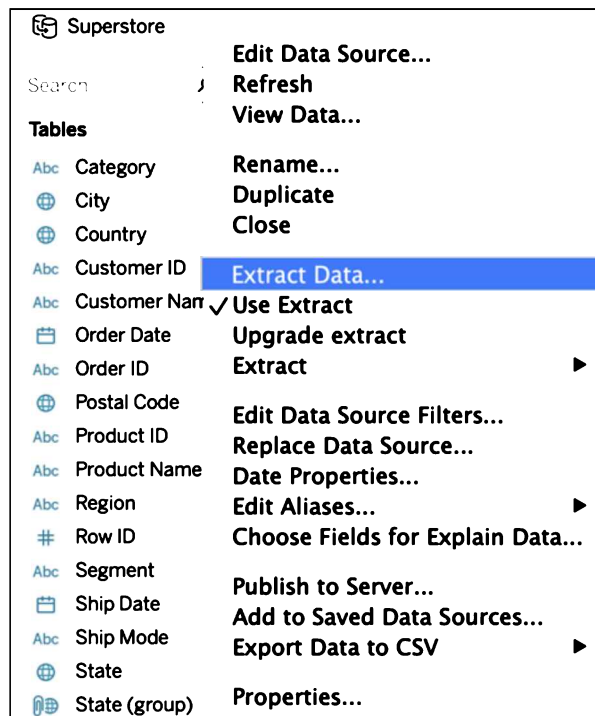 Superstore
Search
Tables
Abc Category
City
Country
Abc Customer ID
Abc Customer Nam
Order Date
Abc Order ID
Postal Code
Abc Product ID
Abc Product Name
Abc Region
# Row ID
Abc Segment
Ship Date
Abc Ship Mode
State
State (group)
Edit Data Source...
Refresh
View Data...
Rename...
Duplicate
Close
Extract Data...
Use Extract
Upgrade extract
Extract
Edit Data Source Filters...
Replace Data Source...
Date Properties...
Edit Aliases...
Choose Fields for Explain Data...
Publish to Server...
Add to Saved Data Sources...
Export Data to CSV
Properties...